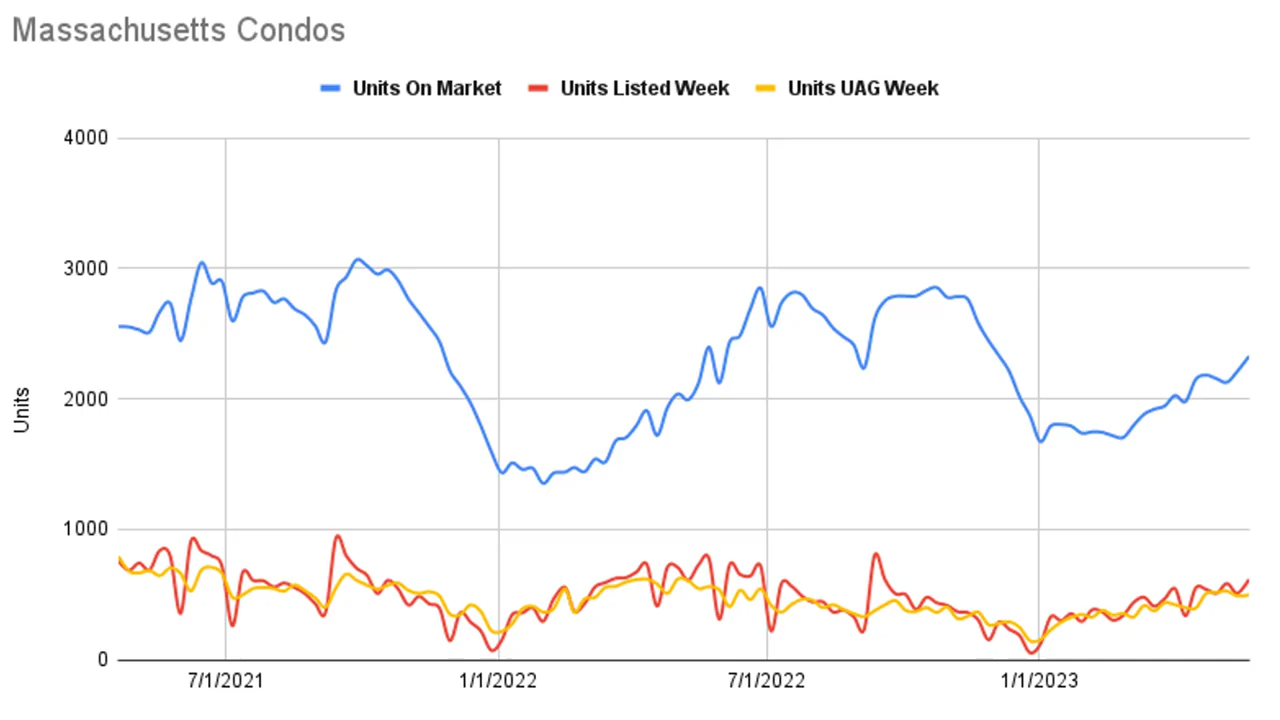 Massachusetts Condos
Units On Market Units Listed Week Units UAG Week
4000
3000
2000
1000
0
Units
7/1/2021 1/1/2022 7/1/2022 1/1/2023